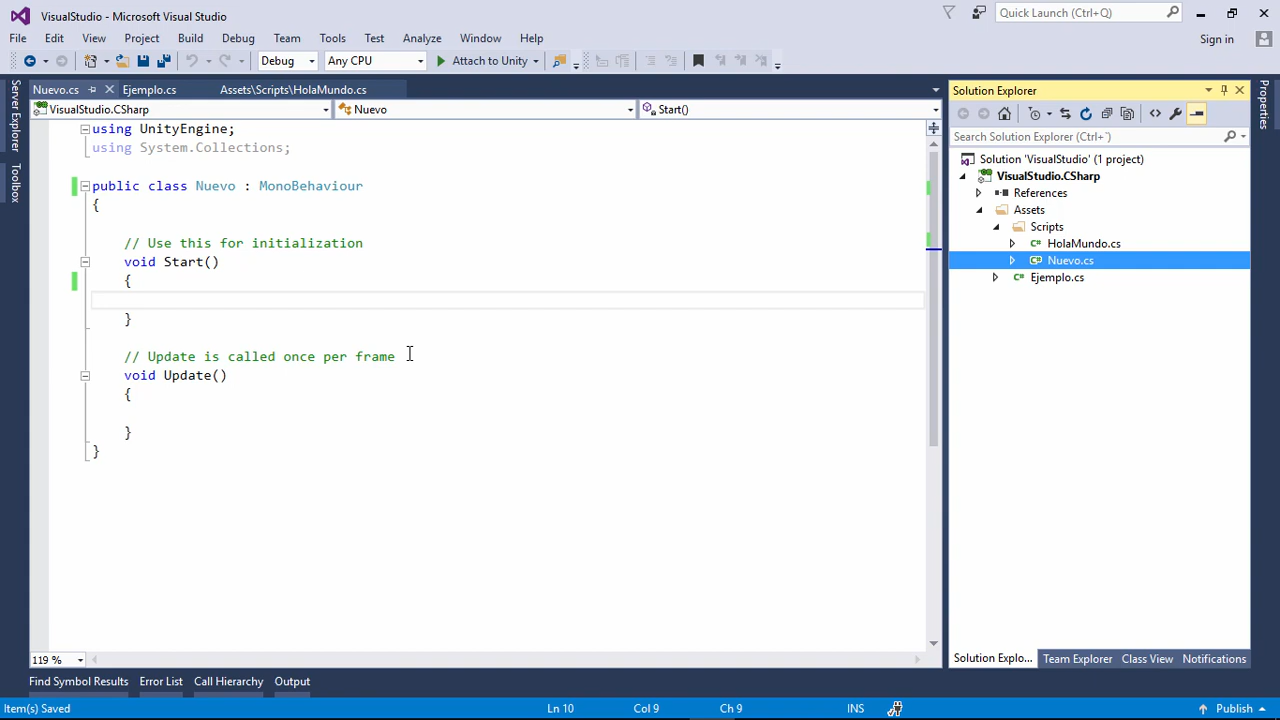 VisualStudio - Microsoft Visual Studio
Quick Launch (Ctrl+Q)
File Edit View Project Build Debug Team Tools Test Analyze Window Help
Sign in
Debug Any CPU Attach to Unity
Server Explorer
Toolbox
Nuevo.cs Ejemplo.cs Assets\Scripts\HolaMundo.cs
VisualStudio.CSharp Nuevo Start()
using UnityEngine;
using System.Collections;
public class Nuevo : MonoBehaviour
{
// Use this for initialization
void Start()
{
}
// Update is called once per frame
void Update()
{
}
}
119 %
Solution Explorer
Search Solution Explorer (Ctrl+¨)
Solution 'VisualStudio' (1 project)
VisualStudio.CSharp
References
Assets
Scripts
HolaMundo.cs
Nuevo.cs
Ejemplo.cs
Solution Explo... Team Explorer Class View Notifications
Properties
Find Symbol Results Error List Call Hierarchy Output
Item(s) Saved Ln 10 Col 9 Ch 9 INS Publish